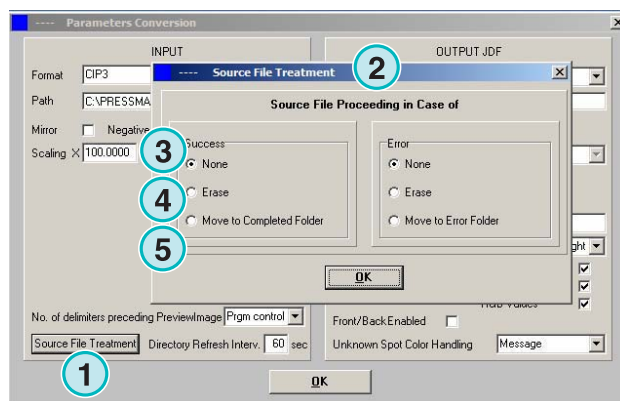 ---- Parameters Conversion
INPUT
OUTPUT JDF
Format CIP3
Path C:\PRESSMA
Mirror Negative
Scaling X 100.0000
---- Source File Treatment 2
Source File Proceeding in Case of
Success
Error
3 None
None
4 Erase
Erase
Move to Completed Folder
Move to Error Folder
5
OK
No. of delimiters preceding PreviewImage Prgm control
Front/Back Enabled
Source File Treatment Directory Refresh Interv. 60 sec
Unknown Spot Color Handling Message
1
OK